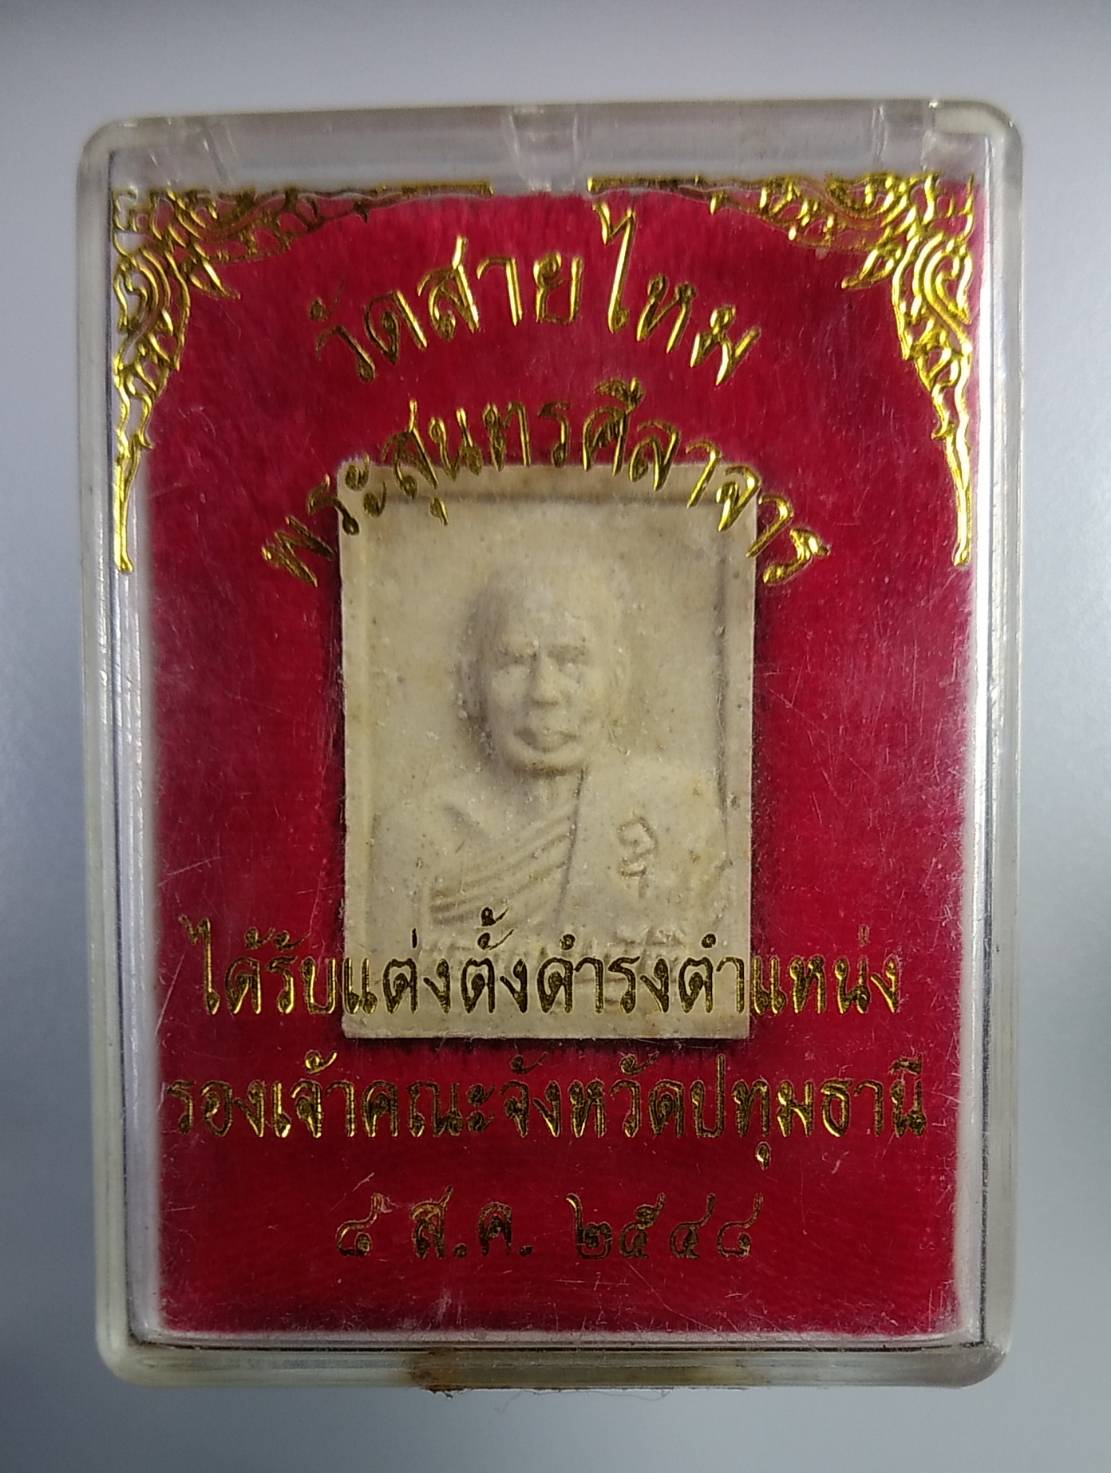 วัดสายไหม
พระสุนทรศีลาจาร
ได้รับแต่งตั้งดำรงตำแหน่ง
รองเจ้าคณะจังหวัดปทุมธานี
๔ ส.ค. ๒๕๔๘